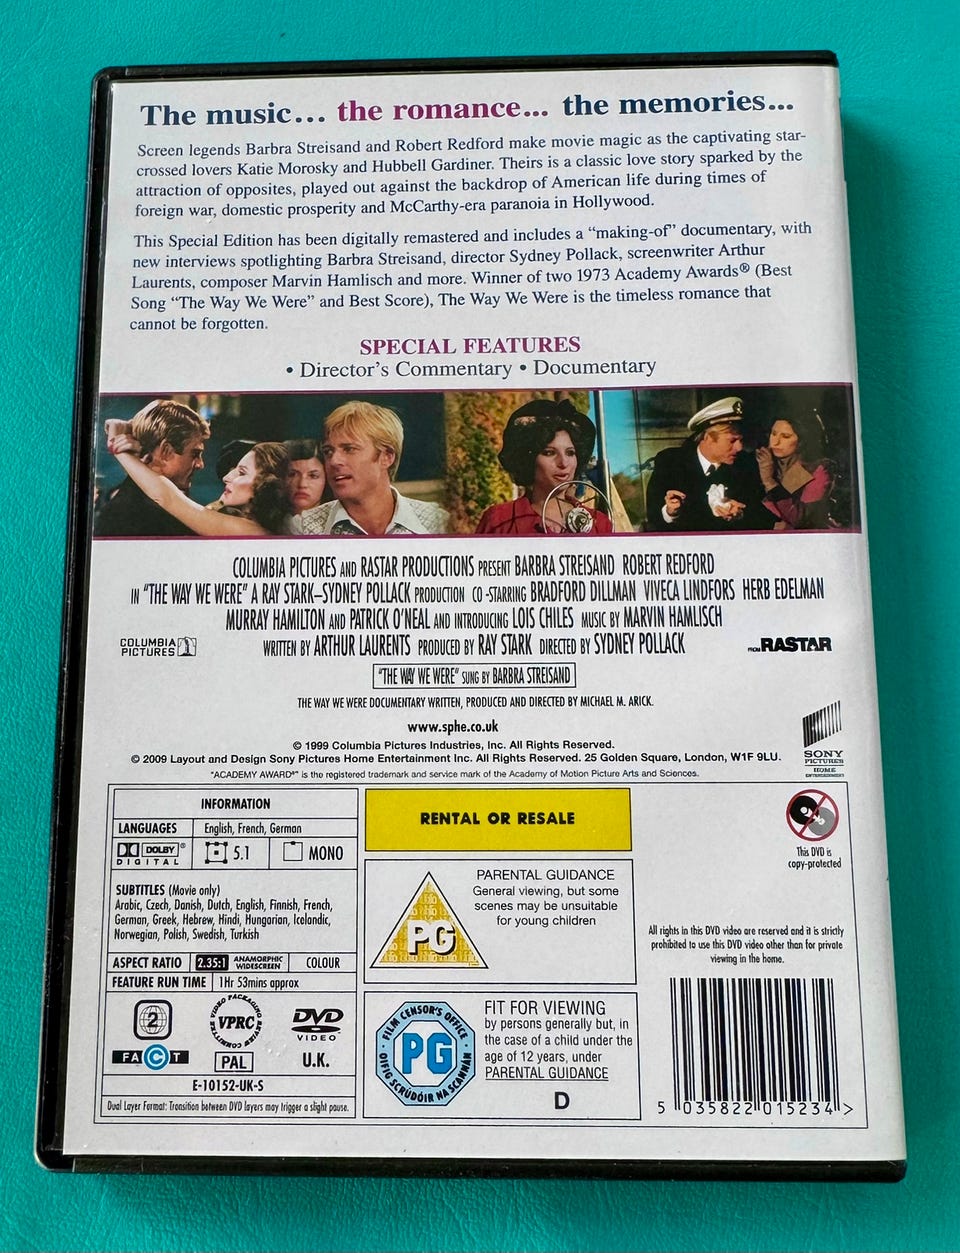 The music... the romance... the memories...
Screen legends Barbra Streisand and Robert Redford make movie magic as the captivating star-
crossed lovers Katie Morosky and Hubbell Gardiner. Theirs is a classic love story sparked by the
attraction of opposites, played out against the backdrop of American life during times of
foreign war, domestic prosperity and McCarthy-era paranoia in Hollywood.
This Special Edition has been digitally remastered and includes a “making-of” documentary, with
new interviews spotlighting Barbra Streisand, director Sydney Pollack, screenwriter Arthur
Laurents, composer Marvin Hamlisch and more. Winner of two 1973 Academy Awards® (Best
Song “The Way We Were” and Best Score), The Way We Were is the timeless romance that
cannot be forgotten.
SPECIAL FEATURES
• Director’s Commentary • Documentary
COLUMBIA PICTURES AND RASTAR PRODUCTIONS PRESENT BARBRA STREISAND ROBERT REDFORD
IN “THE WAY WE WERE” A RAY STARK–SYDNEY POLLACK PRODUCTION CO-STARRING BRADFORD DILLMAN VIVECA LINDFORS HERB EDELMAN
MURRAY HAMILTON AND PATRICK O’NEAL AND INTRODUCING LOIS CHILES MUSIC BY MARVIN HAMLISCH
WRITTEN BY ARTHUR LAURENTS PRODUCED BY RAY STARK DIRECTED BY SYDNEY POLLACK
COLUMBIA
PICTURES
FROM RASTAR
“THE WAY WE WERE” SUNG BY BARBRA STREISAND
THE WAY WE WERE DOCUMENTARY WRITTEN, PRODUCED AND DIRECTED BY MICHAEL M. ARICK.
www.sphe.co.uk
© 1999 Columbia Pictures Industries, Inc. All Rights Reserved.
© 2009 Layout and Design Sony Pictures Home Entertainment Inc. All Rights Reserved. 25 Golden Square, London, W1F 9LU.
“ACADEMY AWARD®” is the registered trademark and service mark of the Academy of Motion Picture Arts and Sciences.
SONY
PICTURES
HOME
ENTERTAINMENT
INFORMATION
LANGUAGES English, French, German
DOLBY®
DIGITAL
5.1
MONO
SUBTITLES (Movie only)
Arabic, Czech, Danish, Dutch, English, Finnish, French,
German, Greek, Hebrew, Hindi, Hungarian, Icelandic,
Norwegian, Polish, Swedish, Turkish
ASPECT RATIO 2.35:1 ANAMORPHIC WIDESCREEN COLOUR
FEATURE RUN TIME 1Hr 53mins approx
2
VIDEO PACKAGING REVIEW COMMITTEE
VPRC
DVD
VIDEO
FACT
PAL
U.K.
E-10152-UK-S
Dual Layer Format: Transition between DVD layers may trigger a slight pause.
RENTAL OR RESALE
PG
PARENTAL GUIDANCE
General viewing, but some
scenes may be unsuitable
for young children
FILM CENSOR'S OFFICE
PG
OIFIG SCRÚDÓIR NA SCANNÁN
FIT FOR VIEWING
by persons generally but, in
the case of a child under the
age of 12 years, under
PARENTAL GUIDANCE
D
This DVD is
copy-protected
All rights in this DVD video are reserved and it is strictly
prohibited to use this DVD video other than for private
viewing in the home.
5 035822 015234 >